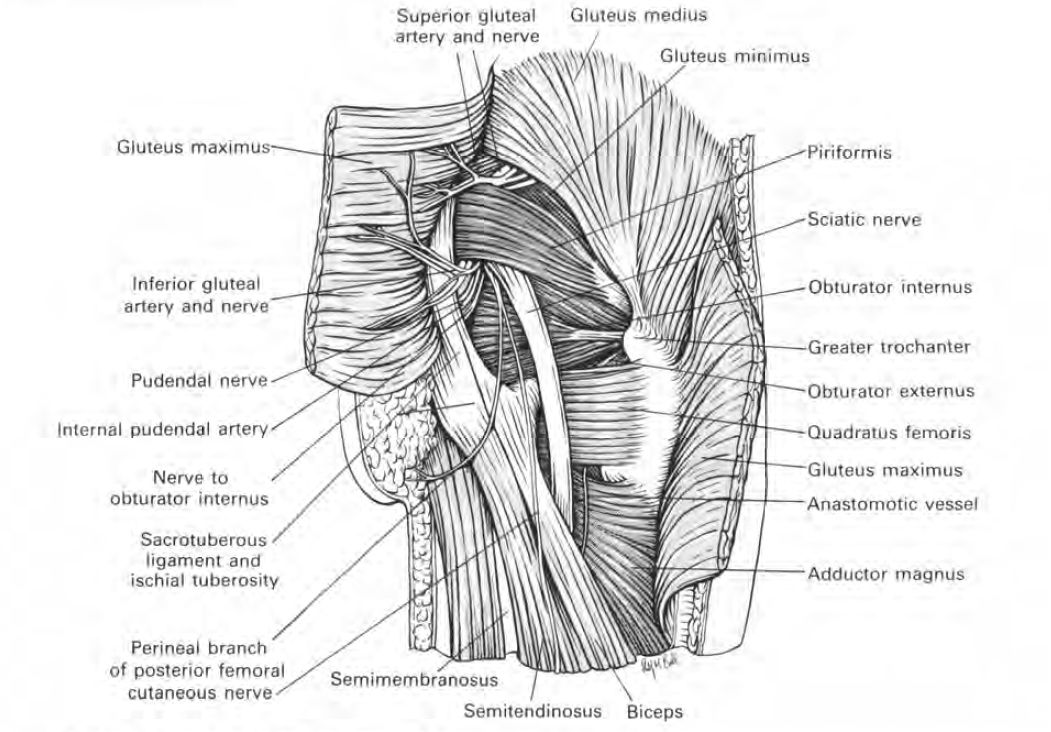 Superior gluteal
artery and nerve
Gluteus medius
Gluteus minimus
Gluteus maximus
Piriformis
Sciatic nerve
Inferior gluteal
artery and nerve
Obturator internus
Greater trochanter
Pudendal nerve
Obturator externus
Internal pudendal artery
Quadratus femoris
Gluteus maximus
Nerve to
obturator internus
Anastomotic vessel
Sacrotuberous
ligament and
ischial tuberosity
Adductor magnus
Perineal branch
of posterior femoral
cutaneous nerve
Semimembranosus
Semitendinosus
Biceps